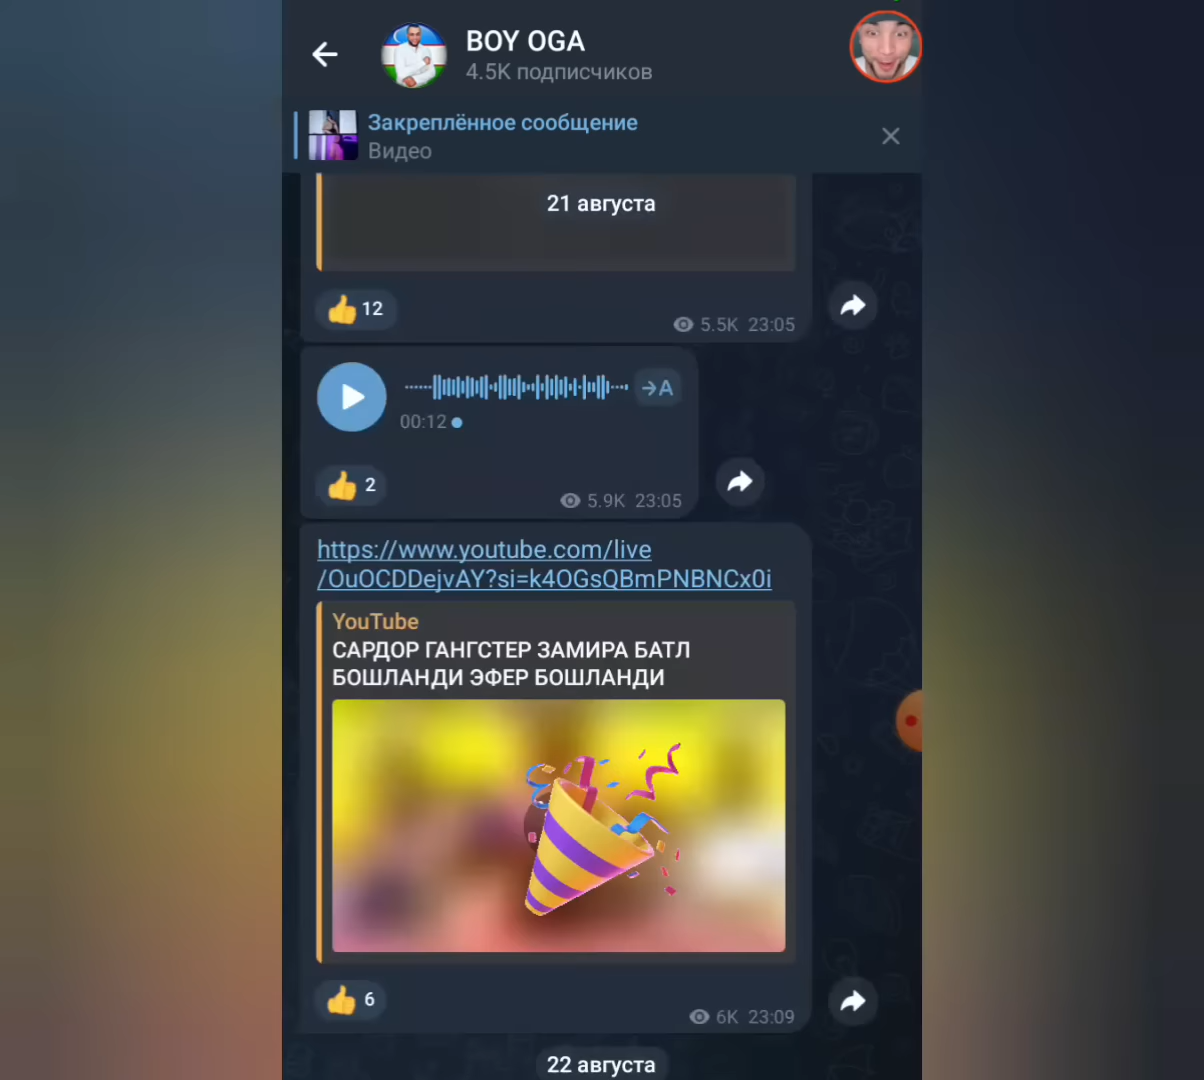 BOY OGA
4.5K подписчиков
Закреплённое сообщение
Видео
21 августа
12
5.5K 23:05
→A
00:12
2
5.9K 23:05
https://www.youtube.com/live
/OuOCDDejvAY?si=k4OGsQBmPNBNCx0i
YouTube
САРДОР ГАНГСТЕР ЗАМИРА БАТЛ
БОШЛАНДИ ЭФЕР БОШЛАНДИ
6
6K 23:09
22 августа